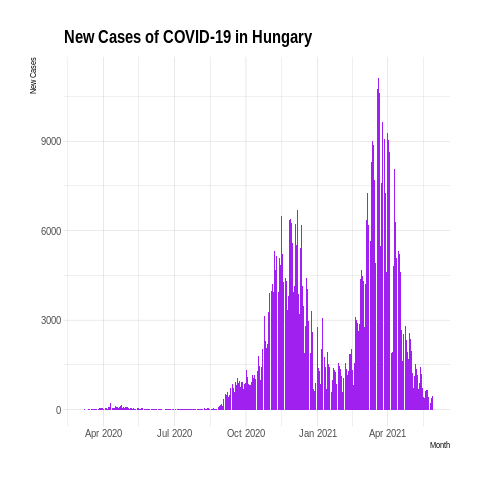 New Cases of COVID-19 in Hungary
New Cases
9000
6000
3000
0
Apr 2020 Jul 2020 Oct 2020 Jan 2021 Apr 2021
Month